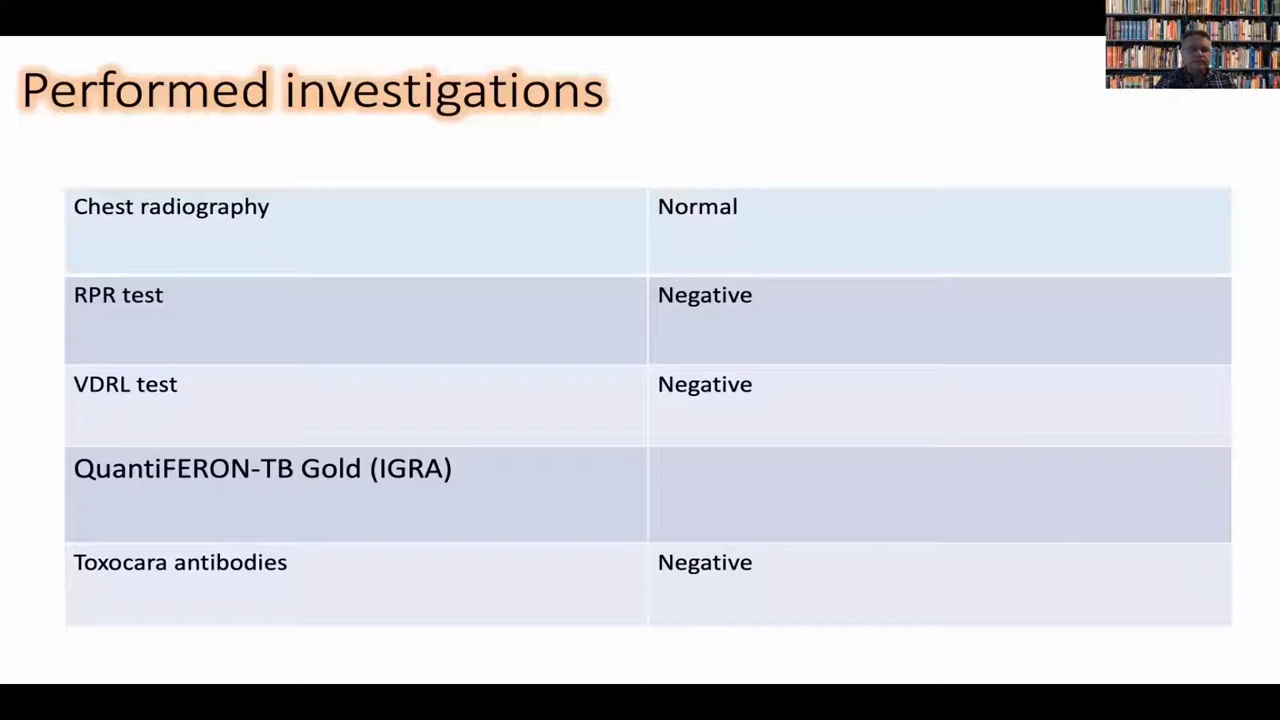 Performed investigations
Chest radiography Normal
RPR test Negative
VDRL test Negative
QuantiFERON-TB Gold (IGRA)
Toxocara antibodies Negative